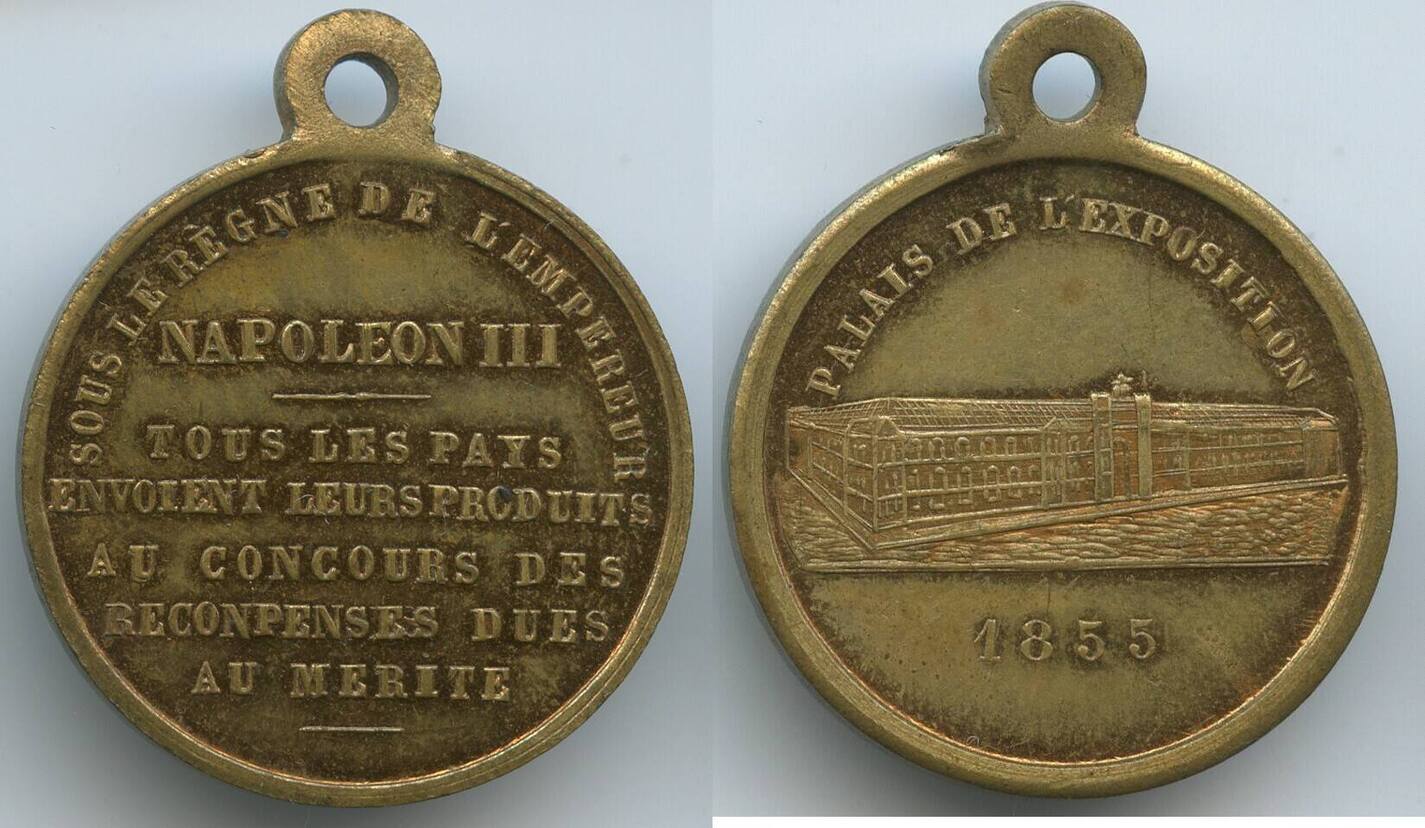 SOUS LE RÈGNE DE L'EMPEREUR
NAPOLEON III
TOUS LES PAYS
ENVOIENT LEURS PRODUITS
AU CONCOURS DES
RECONPENSES DUES
AU MERITE
PALAIS DE L'EXPOSITION
1855